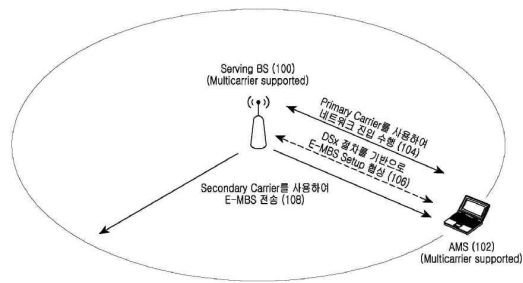 Serving BS (100)
(Multicarrier supported)
Primary Carrier를 사용하여
네트워크 진입 수행 (104)
DSx 절차를 기반으로
E-MBS Setup 협상 (106)
Secondary Carrier를 사용하여
E-MBS 전송 (108)
AMS (102)
(Multicarrier supported)